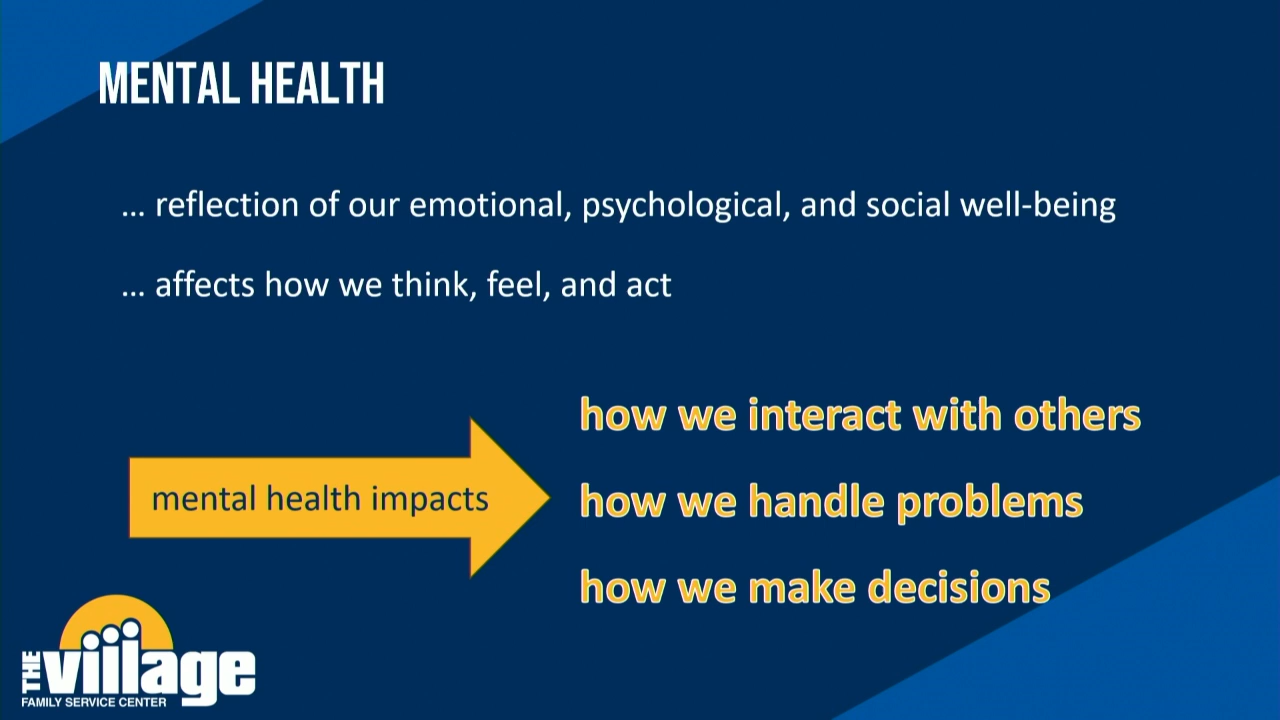 MENTAL HEALTH
... reflection of our emotional, psychological, and social well-being
... affects how we think, feel, and act
how we interact with others
mental health impacts
how we handle problems
how we make decisions
THE village
FAMILY SERVICE CENTER